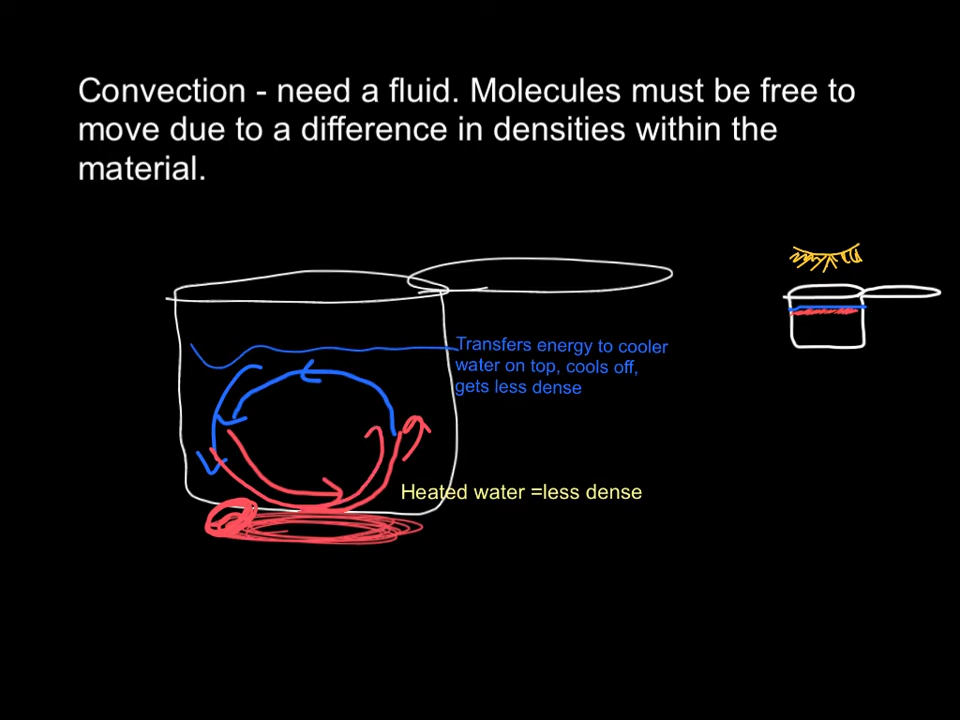 Convection - need a fluid. Molecules must be free to
move due to a difference in densities within the
material.
Transfers energy to cooler
water on top, cools off,
gets less dense
Heated water =less dense